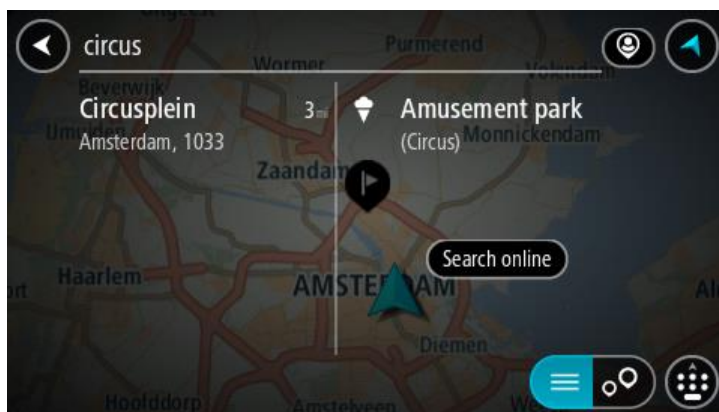 circus
Circusplein
3 mi
Amsterdam, 1033
Amusement park
(Circus)
Search online
Wormer
Purmerend
Volendam
Beverwijk
Monnickendam
Zaandam
Haarlem
AMSTERDAM
Diemen
Hoofddorp
Amstelveen